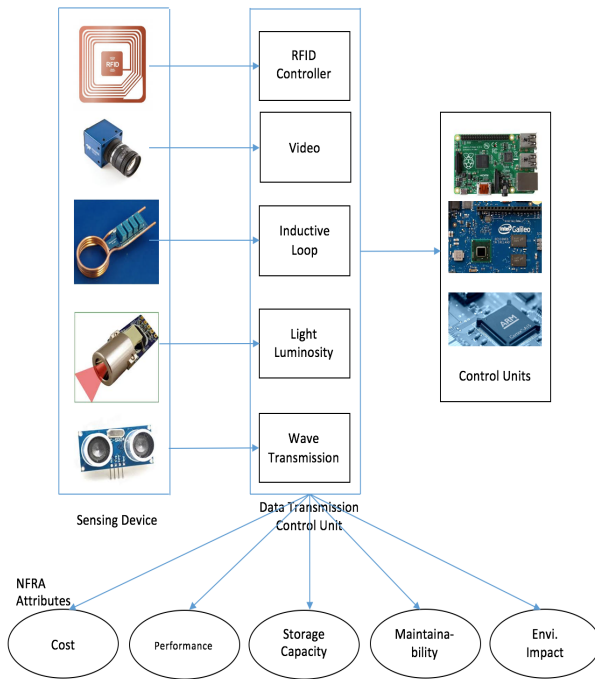 RFID
RFID
Controller
Video
Inductive
Loop
intel Galileo
Light
Luminosity
ARM
Control Units
Wave
Transmission
Sensing Device
Data Transmission
Control Unit
NFRA
Attributes
Cost
Performance
Storage
Capacity
Maintaina-
bility
Envi.
Impact